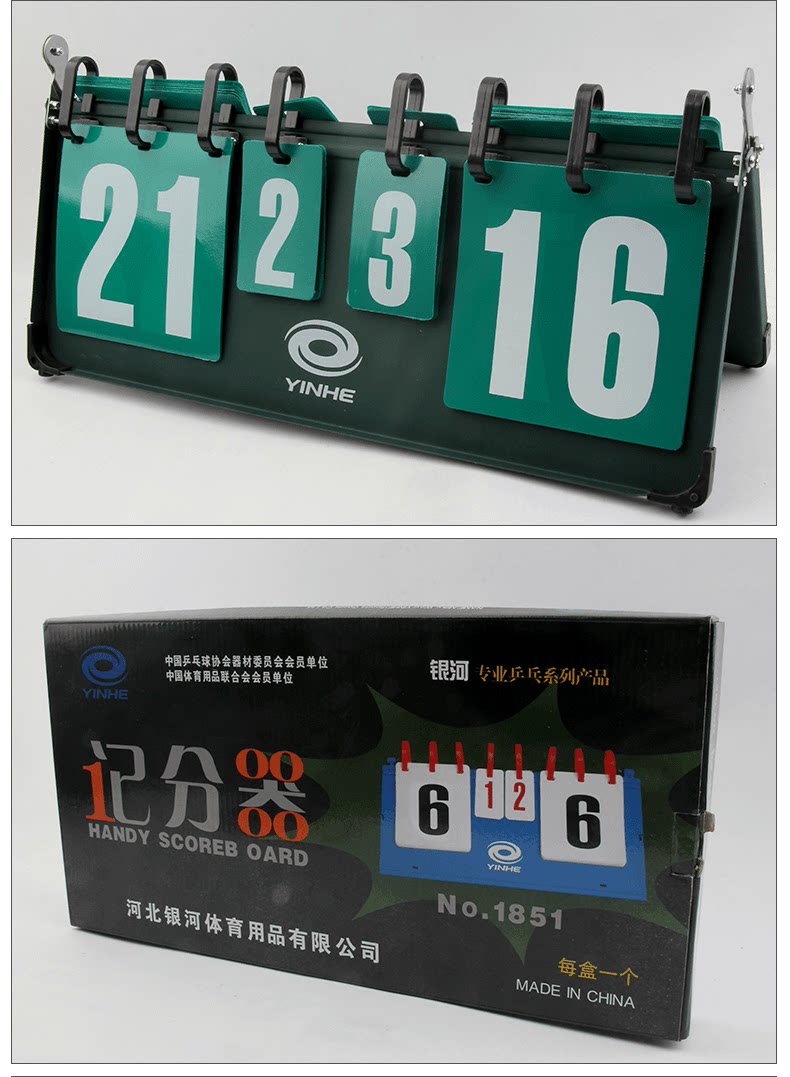 21
2
3
16
YINHE
YINHE
中国乒乓球协会器材委员会会员单位
中国体育用品联合会会员单位
银河 专业乒乓系列产品
记分器
HANDY SCOREB OARD
6
1
2
6
YINHE
No.1851
河北银河体育用品有限公司
每盒一个
MADE IN CHINA